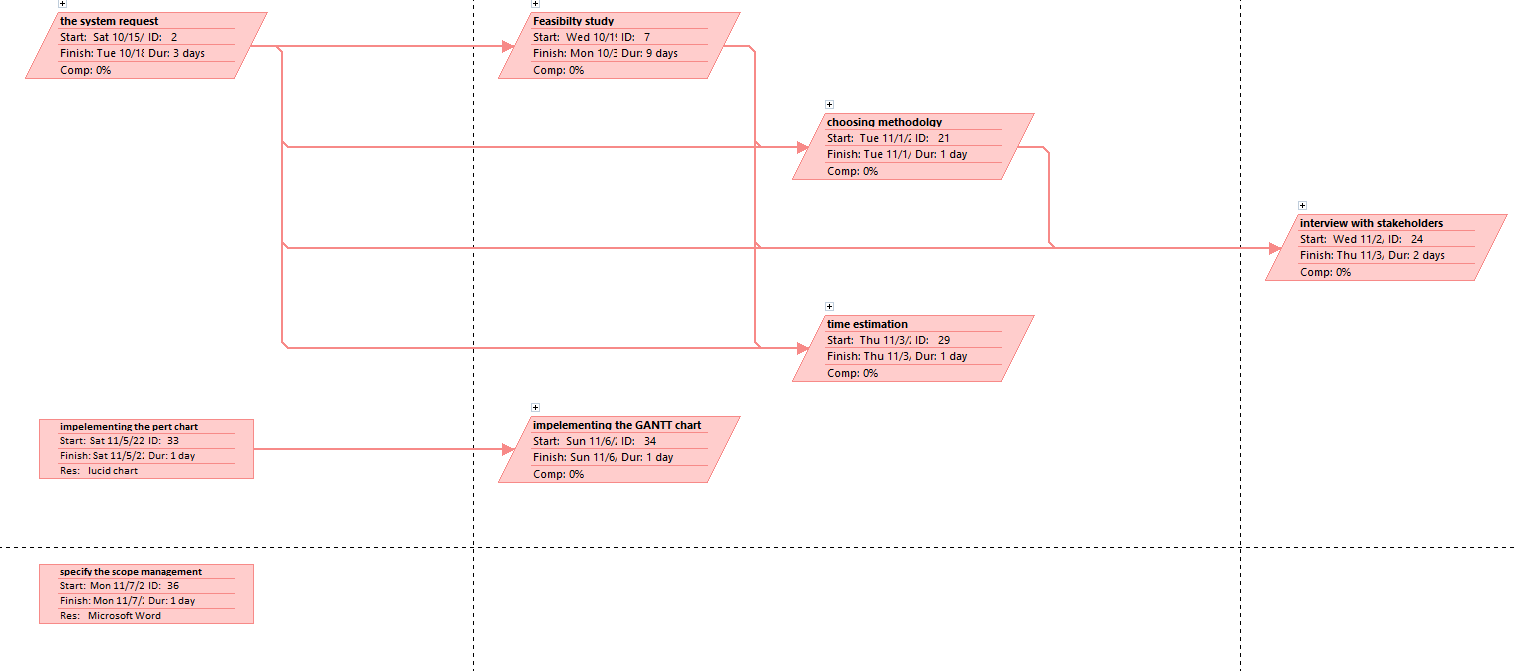 the system request
Start: Sat 10/15/ ID: 2
Finish: Tue 10/18 Dur: 3 days
Comp: 0%
Feasibilty study
Start: Wed 10/19 ID: 7
Finish: Mon 10/3 Dur: 9 days
Comp: 0%
choosing methodolgy
Start: Tue 11/1/2 ID: 21
Finish: Tue 11/1/ Dur: 1 day
Comp: 0%
interview with stakeholders
Start: Wed 11/2, ID: 24
Finish: Thu 11/3, Dur: 2 days
Comp: 0%
time estimation
Start: Thu 11/3/2 ID: 29
Finish: Thu 11/3, Dur: 1 day
Comp: 0%
impelementing the pert chart
Start: Sat 11/5/22 ID: 33
Finish: Sat 11/5/22 Dur: 1 day
Res: lucid chart
impelementing the GANTT chart
Start: Sun 11/6/2 ID: 34
Finish: Sun 11/6, Dur: 1 day
Comp: 0%
specify the scope management
Start: Mon 11/7/2 ID: 36
Finish: Mon 11/7/2 Dur: 1 day
Res: Microsoft Word